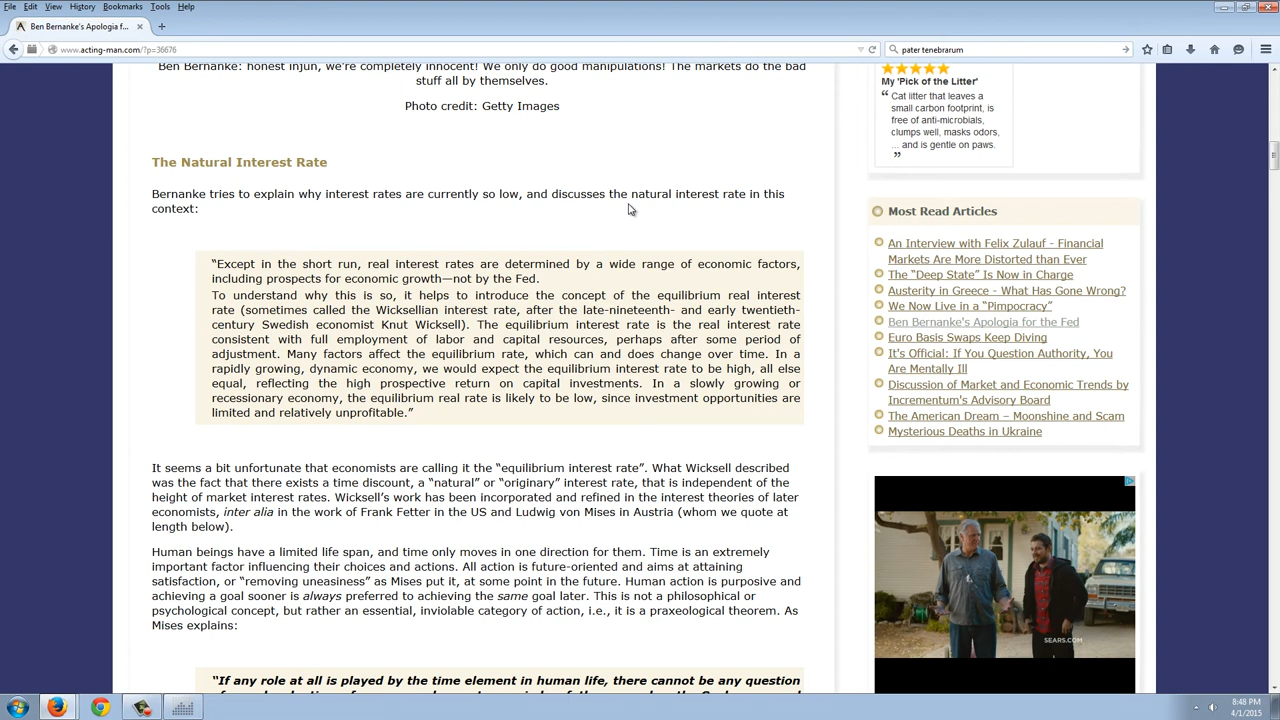 File Edit View History Bookmarks Tools Help
Ben Bernanke's Apologia f...
www.acting-man.com/?p=36676
pater tenebrarum
Ben Bernanke: honest injun, we're completely innocent! We only do good manipulations! The markets do the bad
stuff all by themselves.
Photo credit: Getty Images
The Natural Interest Rate
Bernanke tries to explain why interest rates are currently so low, and discusses the natural interest rate in this
context:
“Except in the short run, real interest rates are determined by a wide range of economic factors,
including prospects for economic growth—not by the Fed.
To understand why this is so, it helps to introduce the concept of the equilibrium real interest
rate (sometimes called the Wicksellian interest rate, after the late-nineteenth- and early twentieth-
century Swedish economist Knut Wicksell). The equilibrium interest rate is the real interest rate
consistent with full employment of labor and capital resources, perhaps after some period of
adjustment. Many factors affect the equilibrium rate, which can and does change over time. In a
rapidly growing, dynamic economy, we would expect the equilibrium interest rate to be high, all else
equal, reflecting the high prospective return on capital investments. In a slowly growing or
recessionary economy, the equilibrium real rate is likely to be low, since investment opportunities are
limited and relatively unprofitable.”
It seems a bit unfortunate that economists are calling it the “equilibrium interest rate”. What Wicksell described
was the fact that there exists a time discount, a “natural” or “originary” interest rate, that is independent of the
height of market interest rates. Wicksell’s work has been incorporated and refined in the interest theories of later
economists, inter alia in the work of Frank Fetter in the US and Ludwig von Mises in Austria (whom we quote at
length below).
Human beings have a limited life span, and time only moves in one direction for them. Time is an extremely
important factor influencing their choices and actions. All action is future-oriented and aims at attaining
satisfaction, or “removing uneasiness” as Mises put it, at some point in the future. Human action is purposive and
achieving a goal sooner is always preferred to achieving the same goal later. This is not a philosophical or
psychological concept, but rather an essential, inviolable category of action, i.e., it is a praxeological theorem. As
Mises explains:
“If any role at all is played by the time element in human life, there cannot be any question
My 'Pick of the Litter'
“ Cat litter that leaves a
small carbon footprint, is
free of anti-microbials,
clumps well, masks odors,
... and is gentle on paws.
”
Most Read Articles
An Interview with Felix Zulauf - Financial
Markets Are More Distorted than Ever
The “Deep State” Is Now in Charge
Austerity in Greece - What Has Gone Wrong?
We Now Live in a “Pimpocracy”
Ben Bernanke's Apologia for the Fed
Euro Basis Swaps Keep Diving
It's Official: If You Question Authority, You
Are Mentally Ill
Discussion of Market and Economic Trends by
Incrementum's Advisory Board
The American Dream – Moonshine and Scam
Mysterious Deaths in Ukraine
SEARS.COM
8:48 PM
4/1/2015